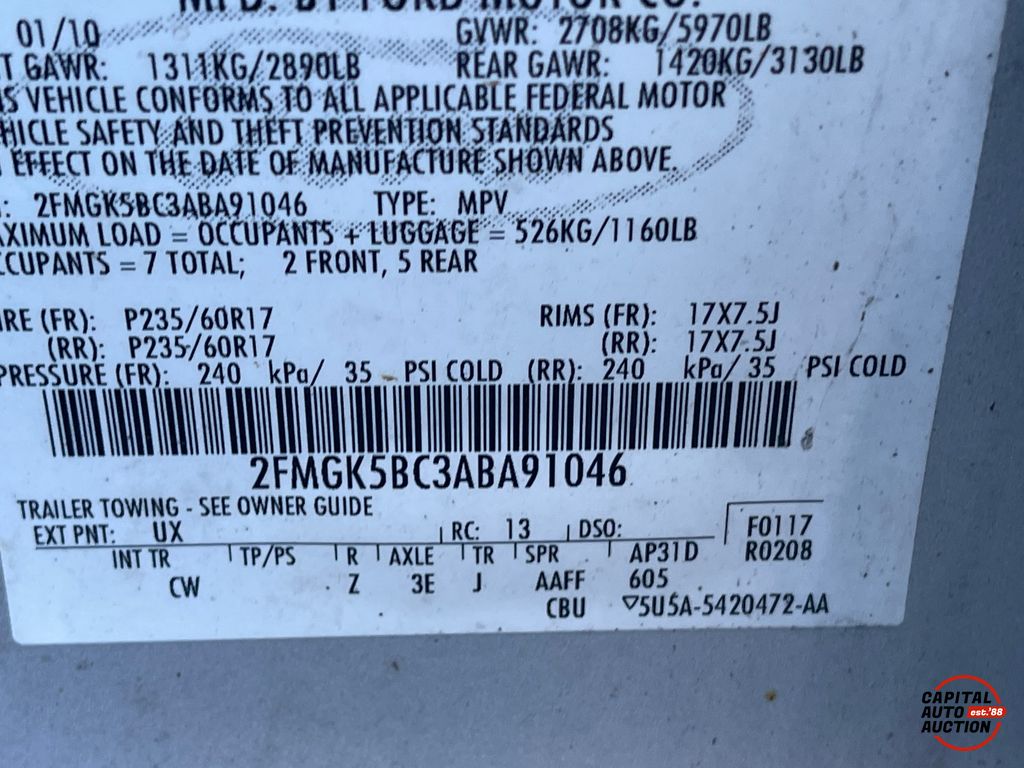 MFD. BY FORD MOTOR CO.
01/10 GVWR: 2708KG/5970LB
T GAWR: 1311KG/2890LB REAR GAWR: 1420KG/3130LB
S VEHICLE CONFORMS TO ALL APPLICABLE FEDERAL MOTOR
HICLE SAFETY AND THEFT PREVENTION STANDARDS
EFFECT ON THE DATE OF MANUFACTURE SHOWN ABOVE.
: 2FMGK5BC3ABA91046 TYPE: MPV
AXIMUM LOAD = OCCUPANTS + LUGGAGE = 526KG/1160LB
CCUPANTS = 7 TOTAL; 2 FRONT, 5 REAR
IRE (FR): P235/60R17 RIMS (FR): 17X7.5J
(RR): P235/60R17 (RR): 17X7.5J
PRESSURE (FR): 240 kPa/ 35 PSI COLD (RR): 240 kPa/ 35 PSI COLD
2FMGK5BC3ABA91046
TRAILER TOWING - SEE OWNER GUIDE
EXT PNT: UX RC: 13 DSO: F0117
INT TR TP/PS R AXLE TR SPR AP31D R0208
CW Z 3E J AAFF 605
CBU ▽5U5A-5420472-AA
CAPITAL
AUTO est.'88
AUCTION